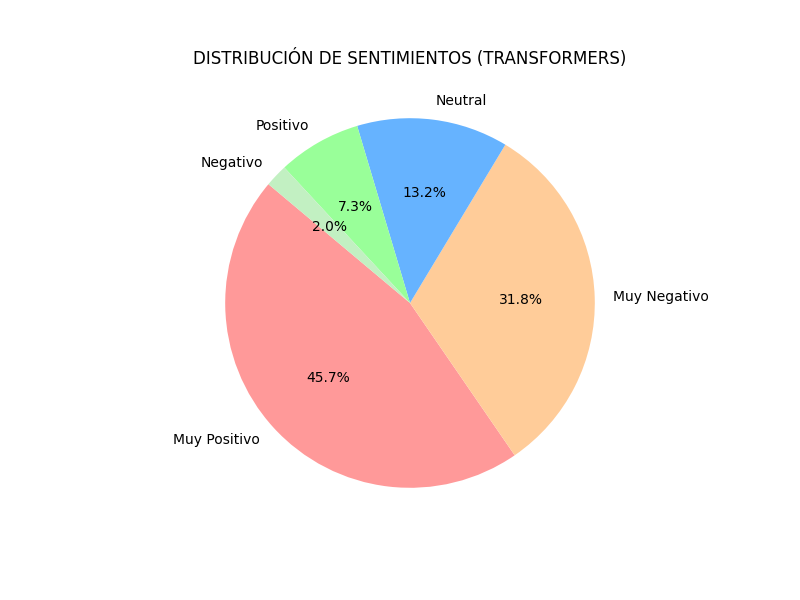 DISTRIBUCIÓN DE SENTIMIENTOS (TRANSFORMERS)
Neutral
Positivo
Negativo
13.2%
7.3%
2.0%
31.8%
Muy Negativo
45.7%
Muy Positivo